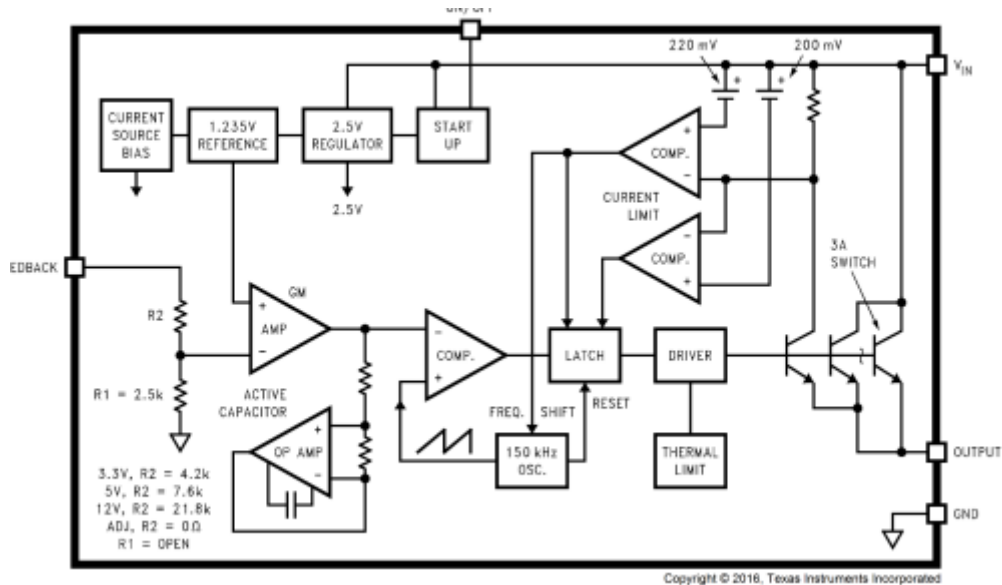 220 mV
200 mV
VIN
CURRENT
SOURCE
BIAS
1.235V
REFERENCE
2.5V
REGULATOR
START
UP
2.5V
COMP.
CURRENT
LIMIT
COMP.
3A
SWITCH
EDBACK
R2
R1 = 2.5k
GM
AMP
COMP.
LATCH
DRIVER
ACTIVE
CAPACITOR
OP AMP
FREQ. SHIFT
RESET
150 kHz
OSC.
THERMAL
LIMIT
OUTPUT
GND
3.3V, R2 = 4.2k
5V, R2 = 7.6k
12V, R2 = 21.8k
ADJ, R2 = 0Ω
R1 = OPEN
Copyright © 2016, Texas Instruments Incorporated